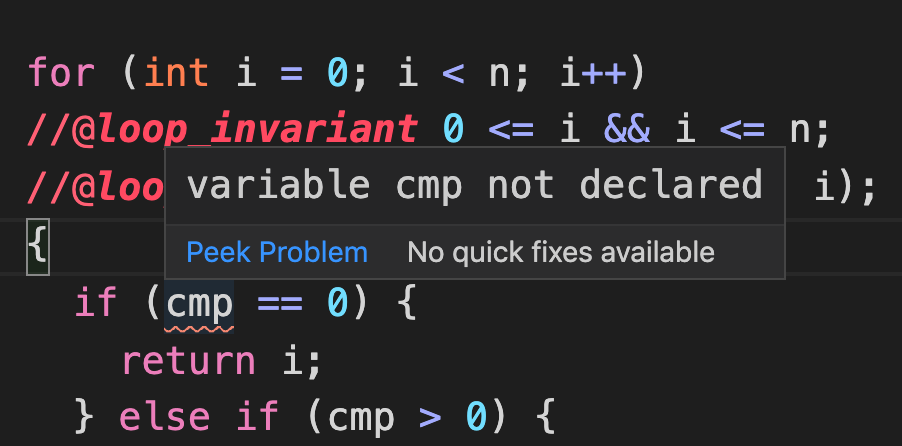 for (int i = 0; i < n; i++)
//@loop_invariant 0 <= i && i <= n;
//@loo i);
variable cmp not declared
Peek Problem No quick fixes available
{
if (cmp == 0) {
return i;
} else if (cmp > 0) {